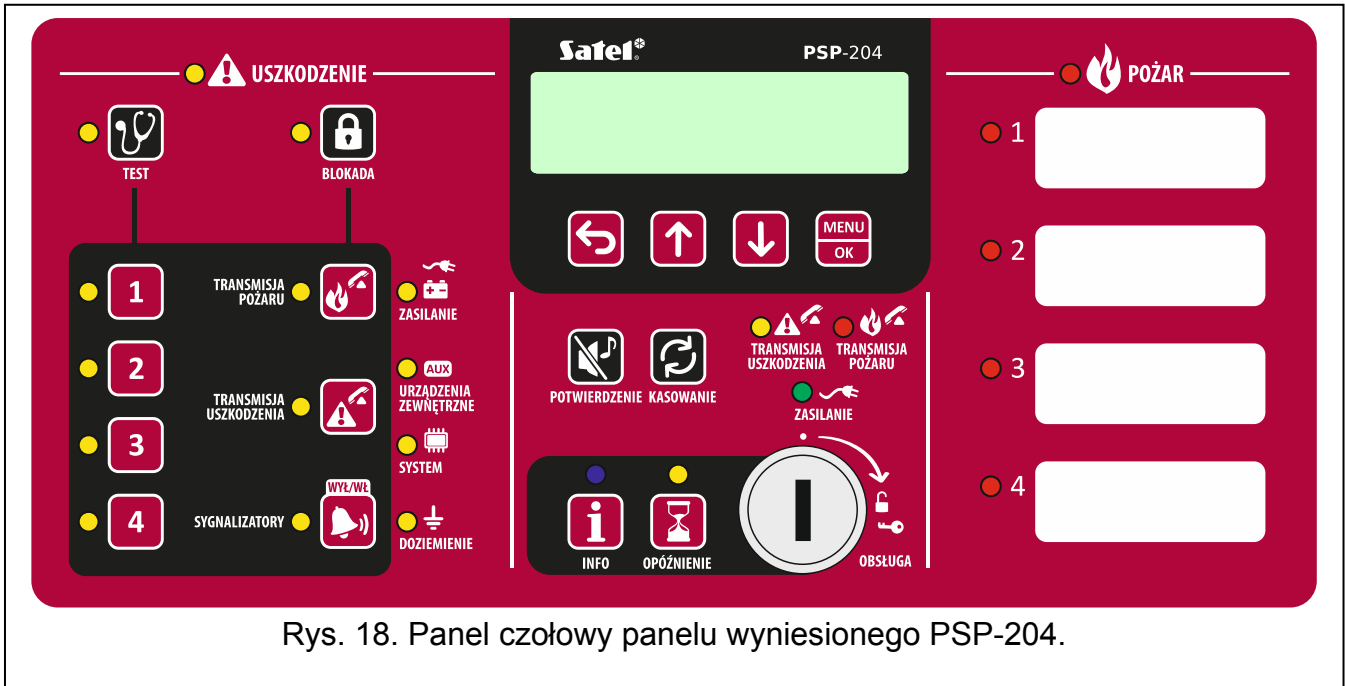 USZKODZENIE
TEST
BLOKADA
1
2
3
4
TRANSMISJA
POŻARU
TRANSMISJA
USZKODZENIA
WYŁ/WŁ
SYGNALIZATORY
ZASILANIE
AUX
URZĄDZENIA
ZEWNĘTRZNE
SYSTEM
DOZIEMIENIE
Satel®
PSP-204
MENU
OK
POTWIERDZENIE
KASOWANIE
TRANSMISJA
USZKODZENIA
TRANSMISJA
POŻARU
ZASILANIE
INFO
OPÓŹNIENIE
OBSŁUGA
POŻAR
1
2
3
4
Rys. 18. Panel czołowy panelu wyniesionego PSP-204.